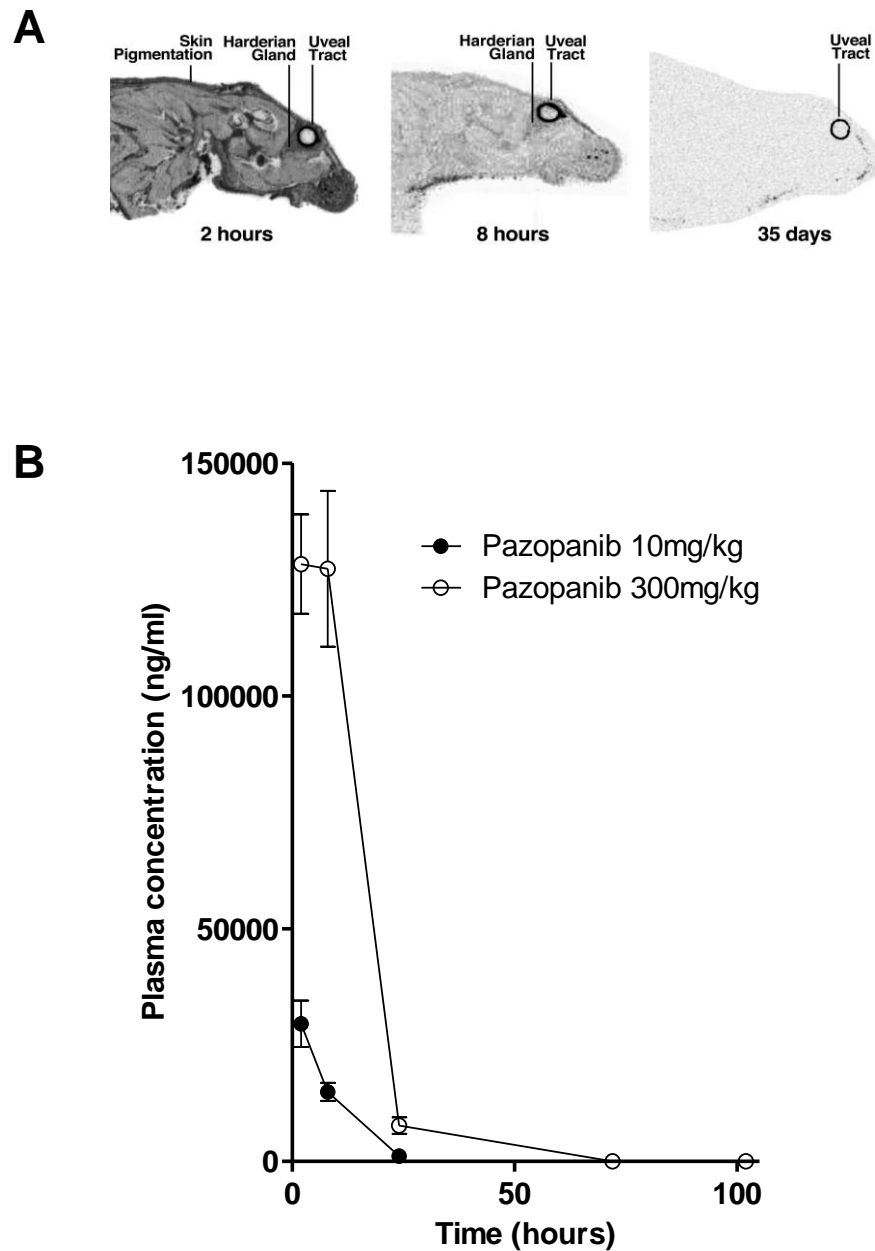 A
Skin
Pigmentation
Harderian
Gland
Uveal
Tract
2 hours
Harderian
Gland
Uveal
Tract
8 hours
Uveal
Tract
35 days
B
Plasma concentration (ng/ml)
150000
100000
50000
0
Pazopanib 10mg/kg
Pazopanib 300mg/kg
0 50 100
Time (hours)